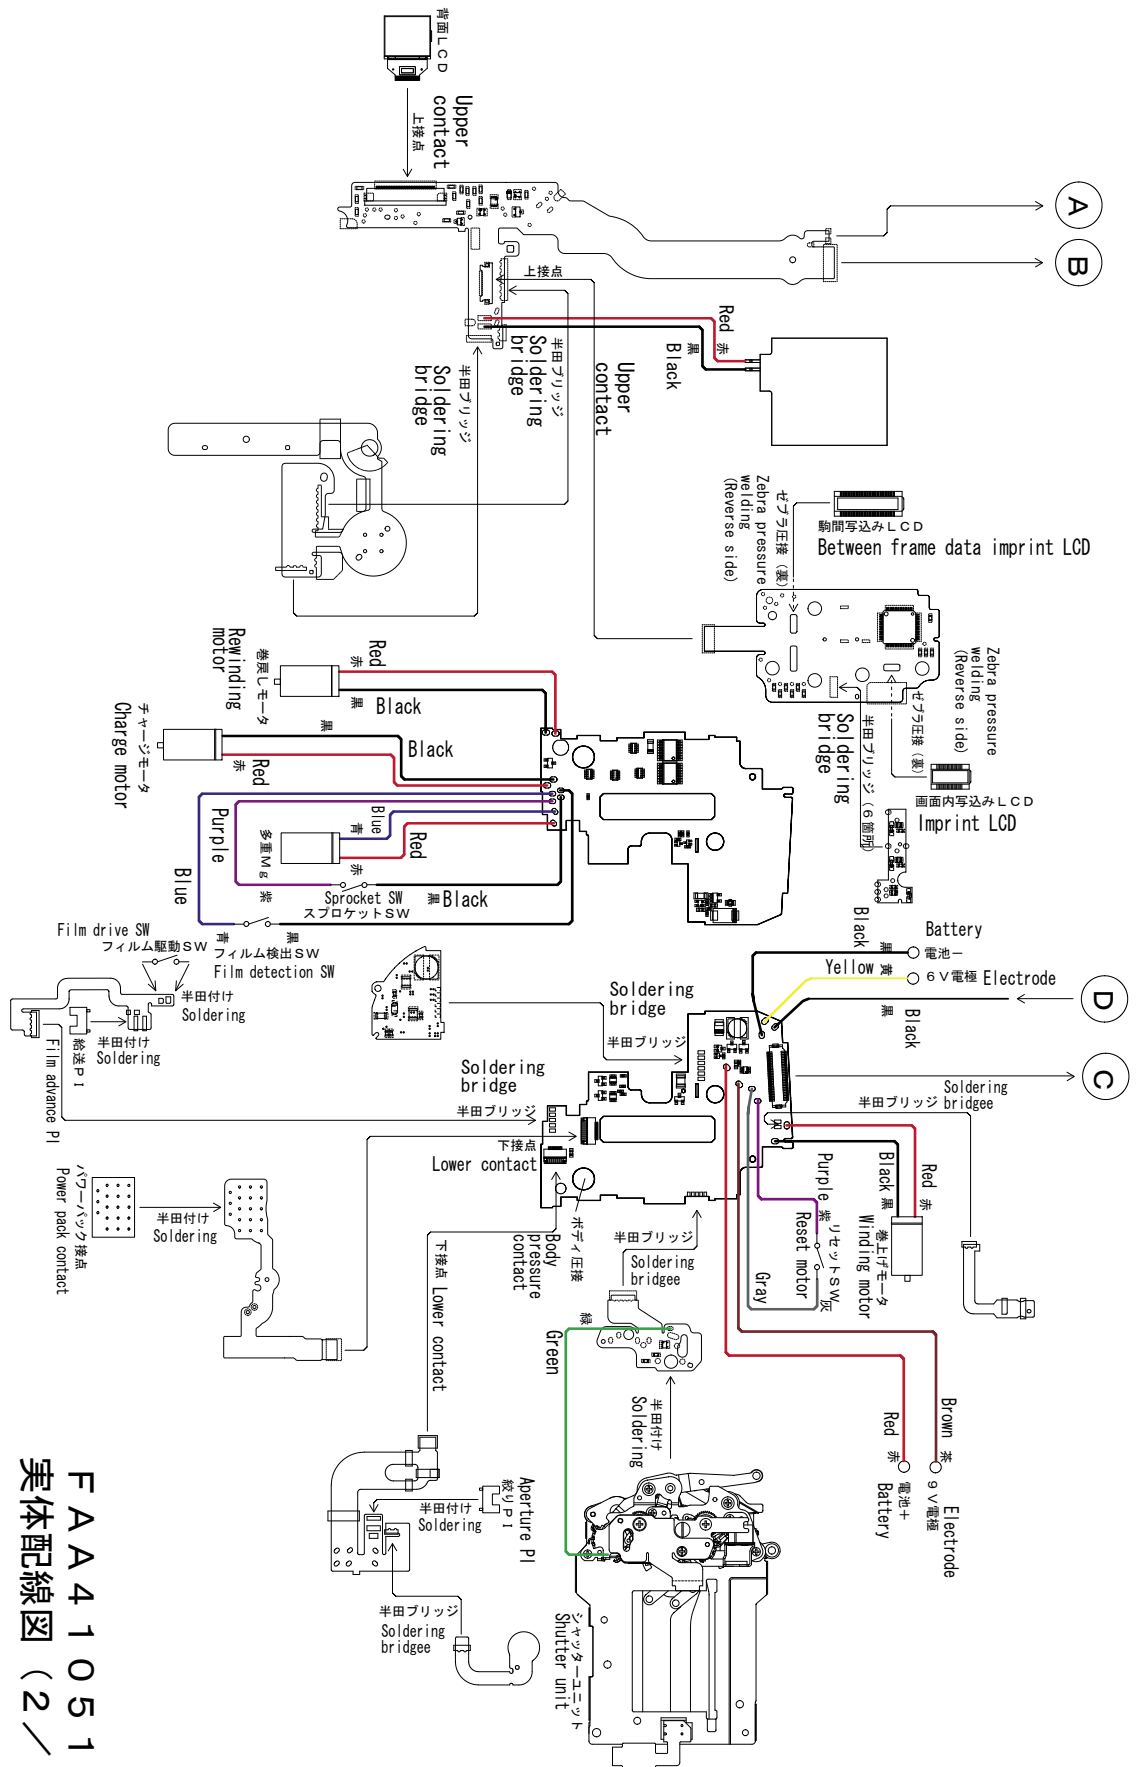 背面LCD
Upper
contact
上接点
A
B
上接点
Red
赤
黒
Black
半田ブリッジ
Soldering
bridge
半田ブリッジ
Soldering
bridge
Upper
contact
ゼブラ圧接（裏）
Zebra pressure
welding
(Reverse side)
駒間写込みLCD
Between frame data imprint LCD
Zebra pressure
welding
(Reverse side)
ゼブラ圧接（裏）
半田ブリッジ（6箇所）
Soldering
bridge
画面内写込みLCD
Imprint LCD
巻戻しモータ
Rewinding
motor
Red
赤
黒
Black
チャージモータ
Charge motor
黒
Black
赤
Red
Blue
青
多重Mg
赤
Red
Purple
紫
Blue
Sprocket SW
スプロケットSW
黒
Black
青
黒
フィルム検出SW
Film detection SW
Film drive SW
フィルム駆動SW
半田付け
Soldering
半田付け
Soldering
給送PI
Film advance PI
Soldering
bridge
半田ブリッジ
Soldering
bridge
半田ブリッジ
Black
黒
Battery
電池－
Yellow
黄
6V電極
Electrode
黒
Black
D
C
Soldering
bridgee
半田ブリッジ
下接点
Lower contact
パワーパック接点
Power pack contact
半田付け
Soldering
ボディ圧接
Body
pressure
contact
下接点
Lower contact
半田ブリッジ
Soldering
bridgee
Purple
紫
リセットSW
Reset motor
灰
Gray
Black
黒
Red
赤
巻上げモータ
Winding motor
緑
Green
半田付け
Soldering
Brown
茶
9V電極
Electrode
Red
赤
電池＋
Battery
Aperture PI
絞りPI
半田付け
Soldering
半田ブリッジ
Soldering
bridgee
シャッターユニット
Shutter unit
FAA41051
実体配線図（2／